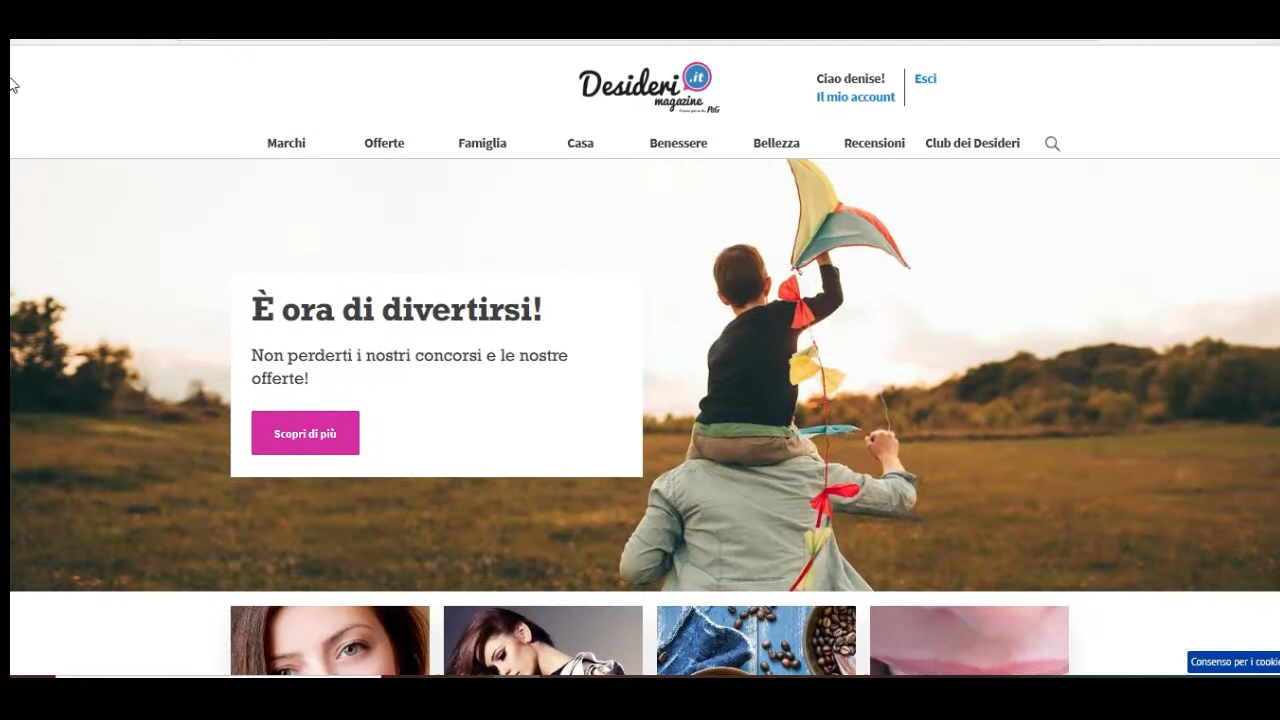 Desideri .it
magazine
P&G
Ciao denise!
Esci
Il mio account
Marchi
Offerte
Famiglia
Casa
Benessere
Bellezza
Recensioni
Club dei Desideri
È ora di divertirsi!
Non perderti i nostri concorsi e le nostre
offerte!
Scopri di più
Consenso per i cookie